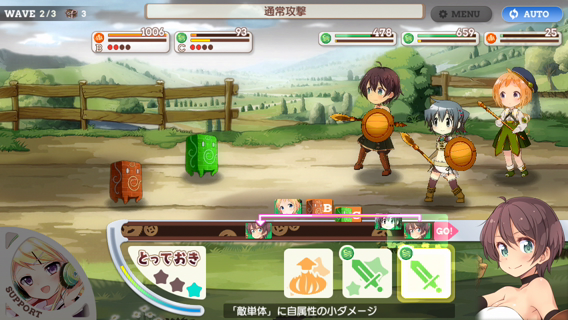 WAVE 2/3 3
通常攻撃
MENU
AUTO
B 1006
C 93
478
659
25
B
GO!
SUPPORT
とっておき
「敵単体」に自属性の小ダメージ